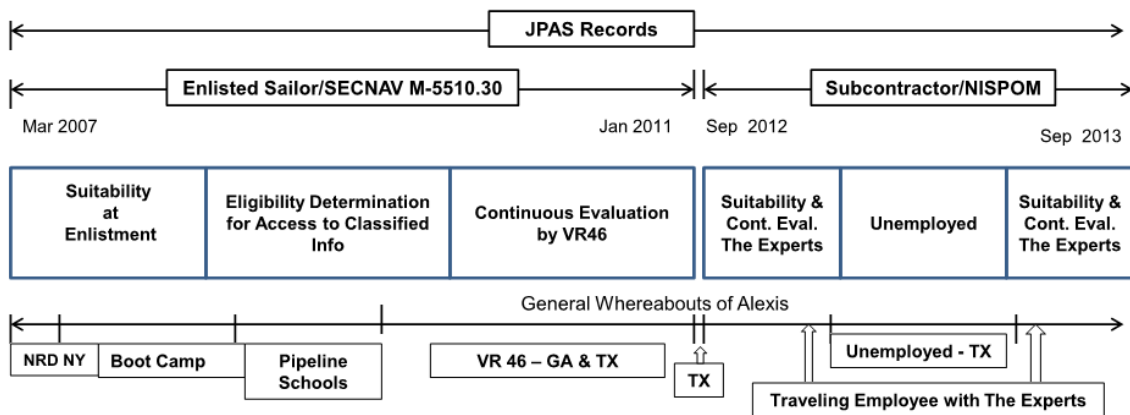 JPAS Records
Enlisted Sailor/SECNAV M-5510.30
Subcontractor/NISPOM
Mar 2007
Jan 2011
Sep 2012
Sep 2013
Suitability
at
Enlistment
Eligibility Determination
for Access to Classified
Info
Continuous Evaluation
by VR46
Suitability &
Cont. Eval.
The Experts
Unemployed
Suitability &
Cont. Eval.
The Experts
General Whereabouts of Alexis
NRD NY
Boot Camp
Pipeline
Schools
VR 46 – GA & TX
TX
Unemployed - TX
Traveling Employee with The Experts